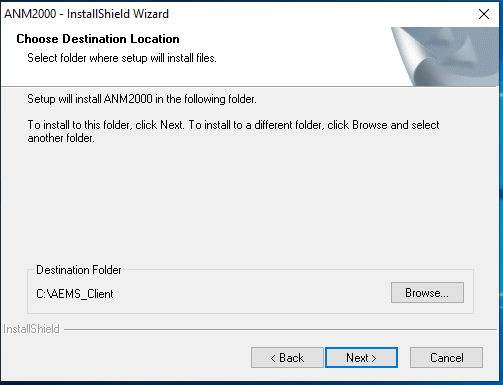 ANM2000 - InstallShield Wizard
Choose Destination Location
Select folder where setup will install files.
Setup will install ANM2000 in the following folder.
To install to this folder, click Next. To install to a different folder, click Browse and select
another folder.
Destination Folder
C:\AEMS_Client
Browse...
InstallShield
< Back
Next >
Cancel